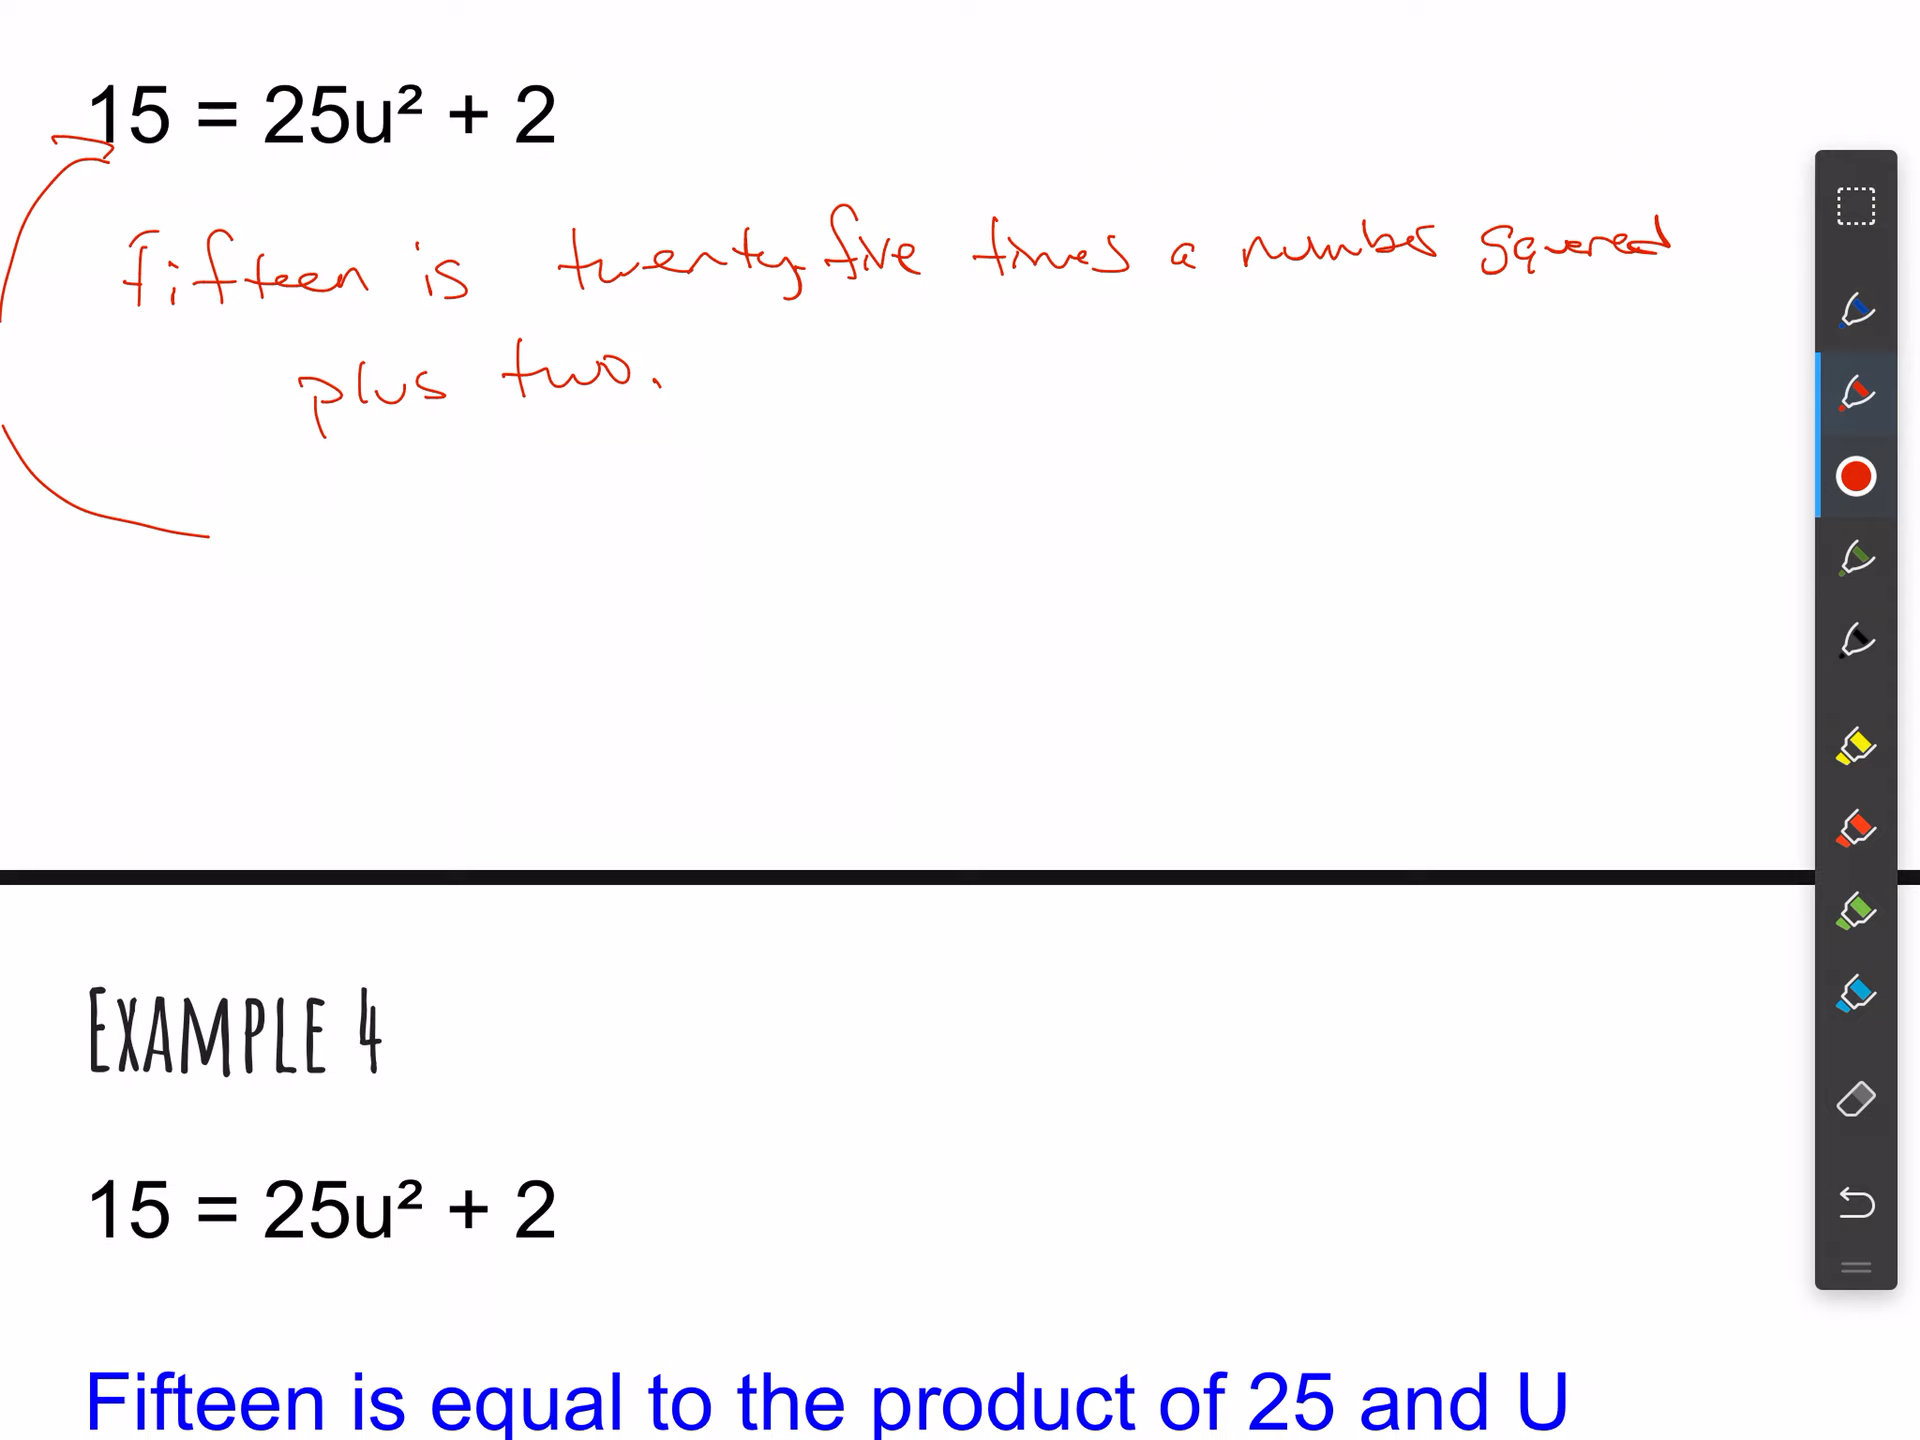 15 = 25u² + 2
Fifteen is twenty-five times a number squared
plus two.
EXAMPLE 4
15 = 25u² + 2
Fifteen is equal to the product of 25 and U